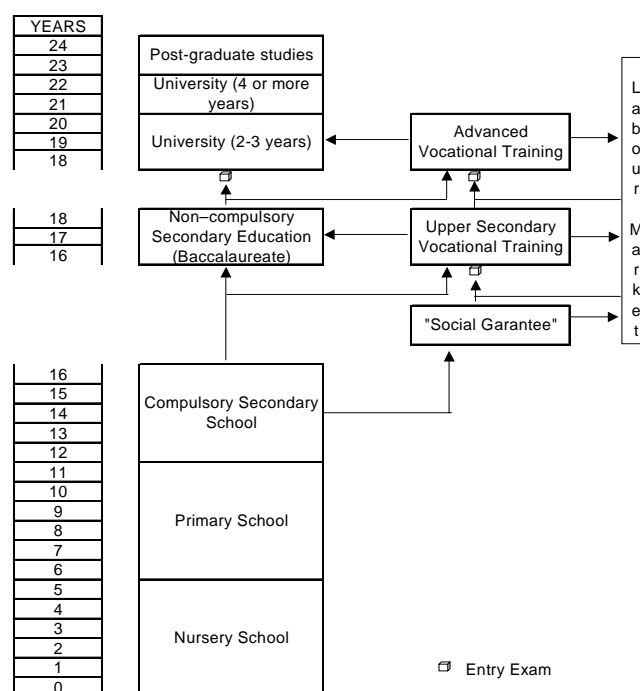 YEARS
24
23
22
21
20
19
18
18
17
16
16
15
14
13
12
11
10
9
8
7
6
5
4
3
2
1
0
Post-graduate studies
University (4 or more
years)
University (2-3 years)
Advanced
Vocational Training
Non–compulsory
Secondary Education
(Baccalaureate)
Upper Secondary
Vocational Training
"Social Garantee"
Compulsory Secondary
School
Primary School
Nursery School
Labour
Market
Entry Exam